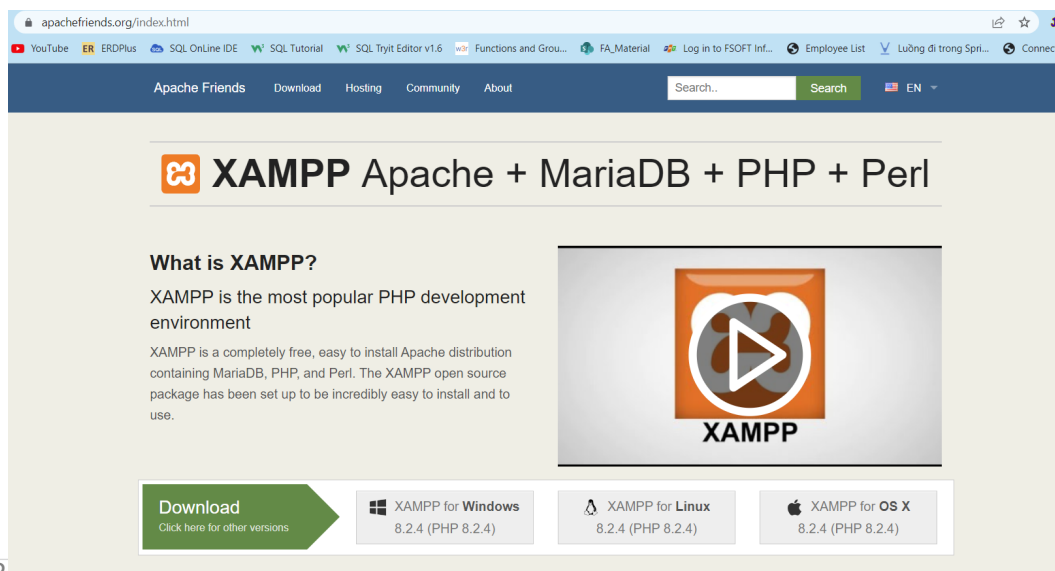 apachefriends.org/index.html
YouTube ER ERDPlus SQL OnLine IDE SQL Tutorial SQL Tryit Editor v1.6 w3r Functions and Grou... FA_Material Log in to FSOFT Inf... Employee List Luồng đi trong Spri... Connec
Apache Friends Download Hosting Community About Search.. Search EN
XAMPP Apache + MariaDB + PHP + Perl
What is XAMPP?
XAMPP is the most popular PHP development
environment
XAMPP is a completely free, easy to install Apache distribution
containing MariaDB, PHP, and Perl. The XAMPP open source
package has been set up to be incredibly easy to install and to
use.
XAMPP
Download
Click here for other versions
XAMPP for Windows
8.2.4 (PHP 8.2.4)
XAMPP for Linux
8.2.4 (PHP 8.2.4)
XAMPP for OS X
8.2.4 (PHP 8.2.4)